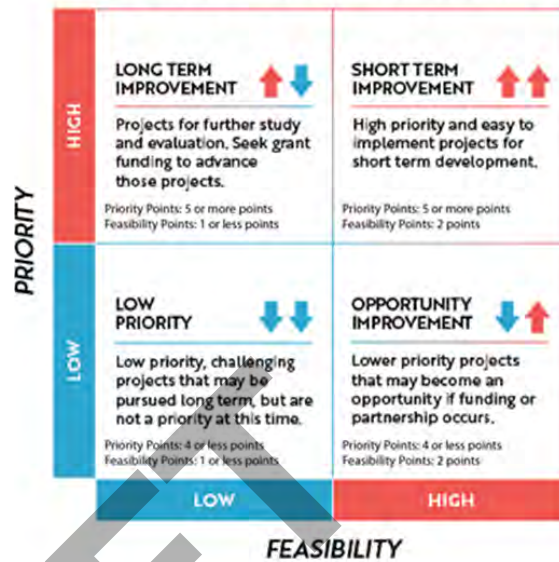 PRIORITY
HIGH
LONG TERM
IMPROVEMENT
Projects for further study
and evaluation. Seek grant
funding to advance
those projects.
Priority Points: 5 or more points
Feasibility Points: 1 or less points
SHORT TERM
IMPROVEMENT
High priority and easy to
implement projects for
short term development.
Priority Points: 5 or more points
Feasibility Points: 2 points
LOW
LOW
PRIORITY
Low priority, challenging
projects that may be
pursued long term, but are
not a priority at this time.
Priority Points: 4 or less points
Feasibility Points: 1 or less points
OPPORTUNITY
IMPROVEMENT
Lower priority projects
that may become an
opportunity if funding or
partnership occurs.
Priority Points: 4 or less points
Feasibility Points: 2 points
LOW
HIGH
FEASIBILITY